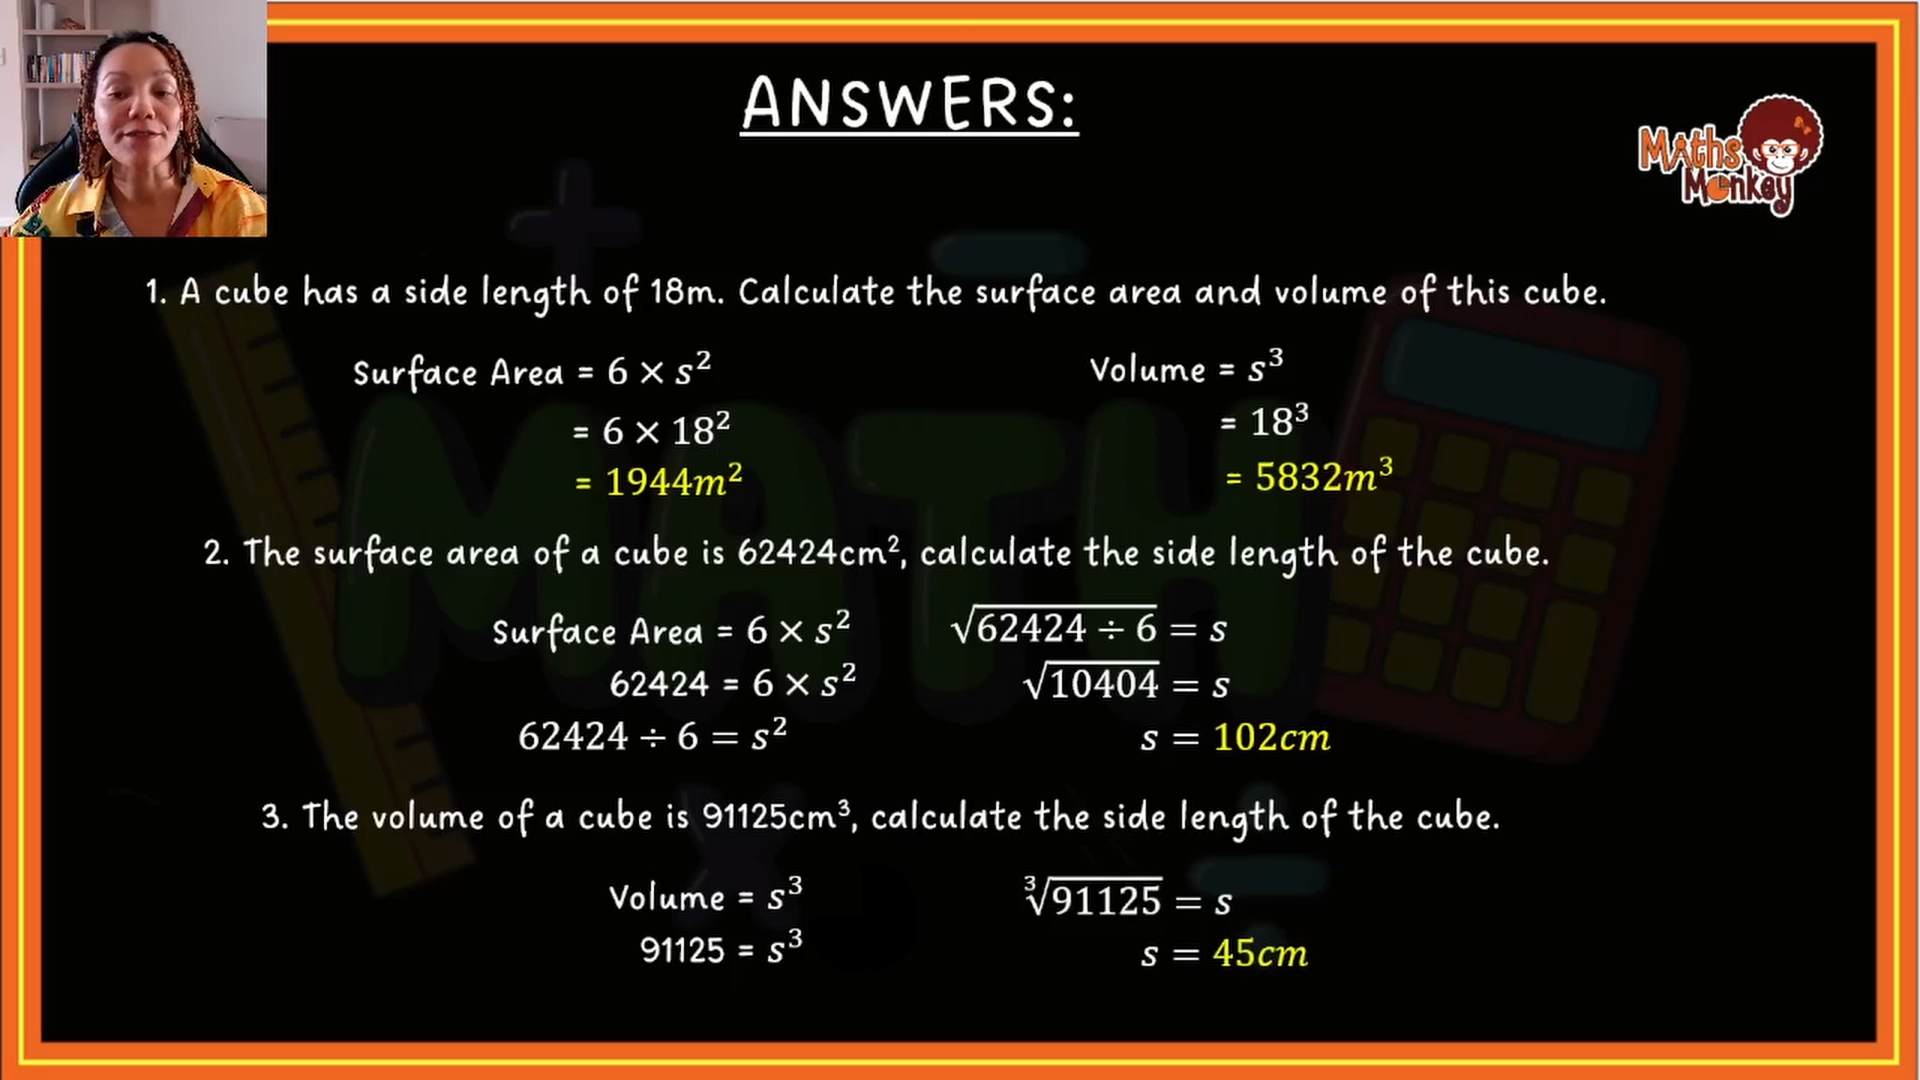 ANSWERS:
Maths
Monkey
1. A cube has a side length of 18m. Calculate the surface area and volume of this cube.
Surface Area = 6 × s²
= 6 × 18²
= 1944m²
Volume = s³
= 18³
= 5832m³
2. The surface area of a cube is 62424cm², calculate the side length of the cube.
Surface Area = 6 × s²
62424 = 6 × s²
62424 ÷ 6 = s²
√(62424 ÷ 6) = s
√10404 = s
s = 102cm
3. The volume of a cube is 91125cm³, calculate the side length of the cube.
Volume = s³
91125 = s³
∛91125 = s
s = 45cm
MATH